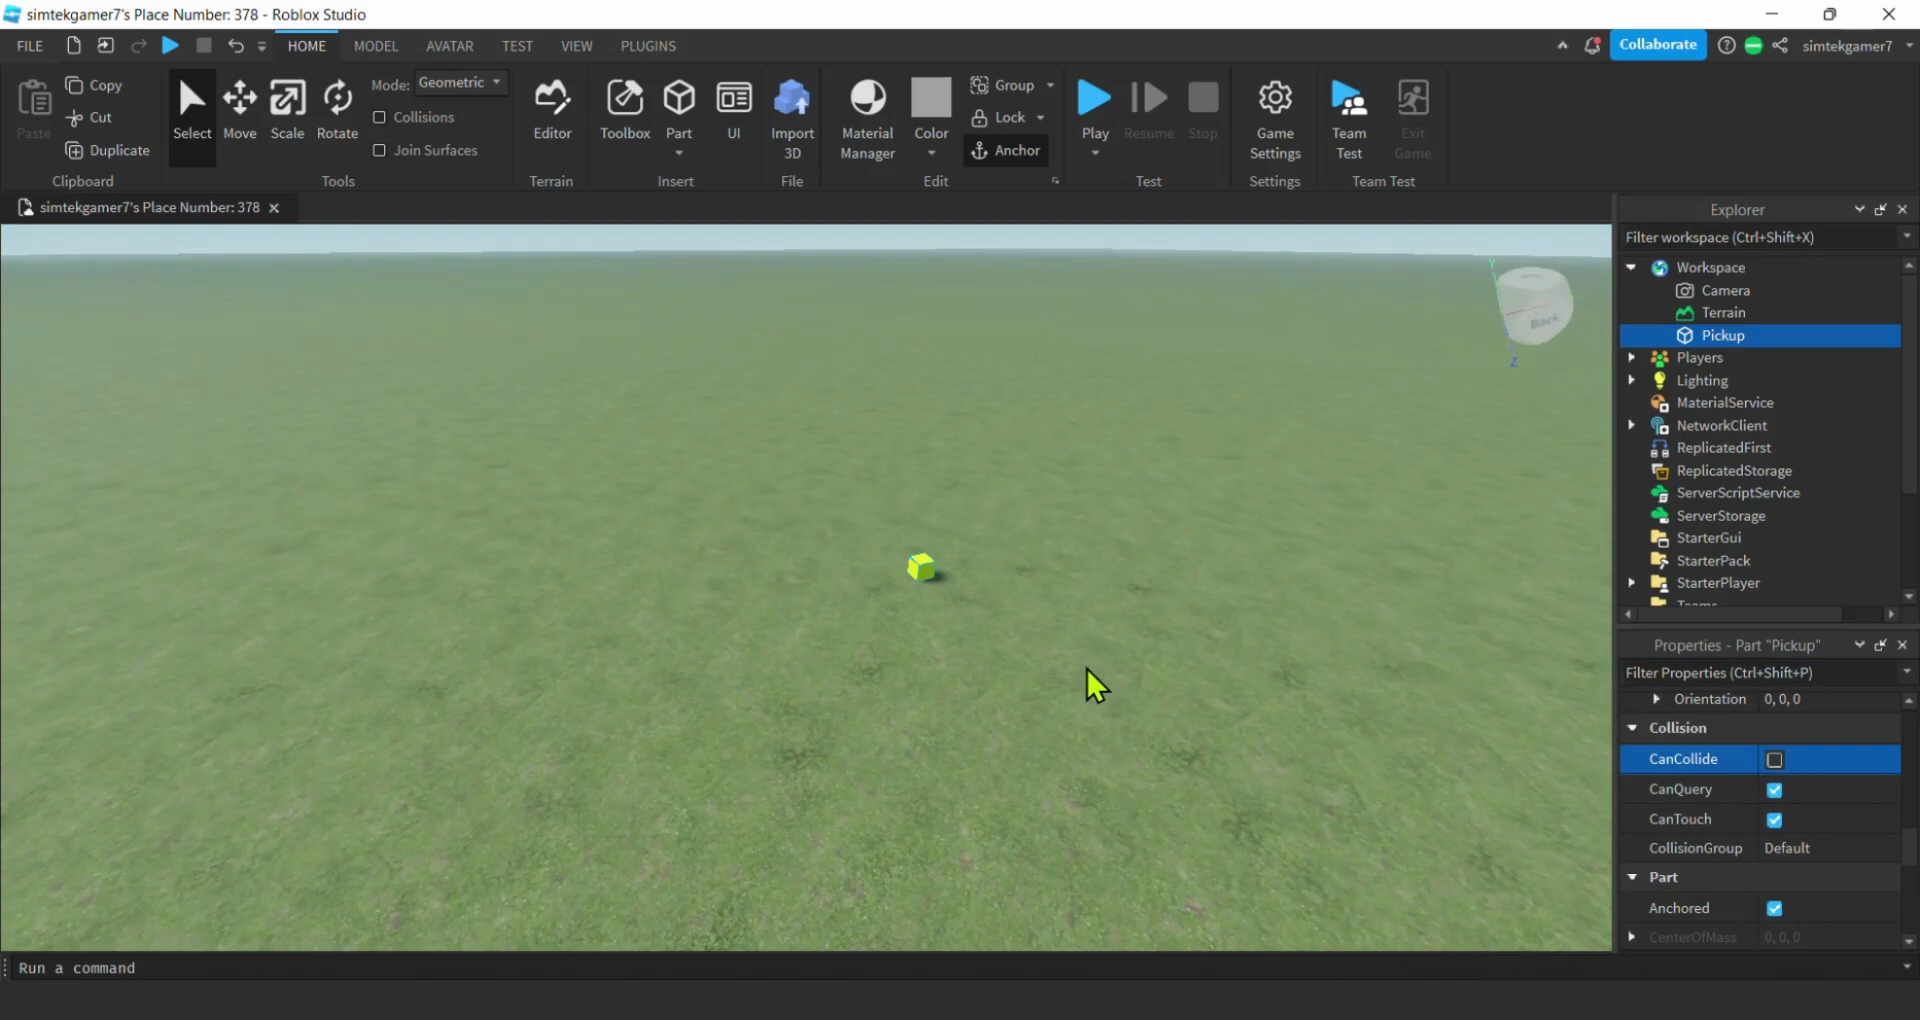 simtekgamer7's Place Number: 378 - Roblox Studio
FILE HOME MODEL AVATAR TEST VIEW PLUGINS Collaborate simtekgamer7
Paste
Copy
Cut
Duplicate
Clipboard
Select
Move
Scale
Rotate
Mode: Geometric
Collisions
Join Surfaces
Tools
Editor
Terrain
Toolbox
Part
UI
Insert
Import
3D
File
Material
Manager
Color
Group
Lock
Anchor
Edit
Play
Resume
Stop
Test
Game
Settings
Settings
Team
Test
Exit
Game
Team Test
simtekgamer7's Place Number: 378
Back
Y
Z
Explorer
Filter workspace (Ctrl+Shift+X)
Workspace
Camera
Terrain
Pickup
Players
Lighting
MaterialService
NetworkClient
ReplicatedFirst
ReplicatedStorage
ServerScriptService
ServerStorage
StarterGui
StarterPack
StarterPlayer
Teams
Properties - Part "Pickup"
Filter Properties (Ctrl+Shift+P)
Orientation 0, 0, 0
Collision
CanCollide
CanQuery
CanTouch
CollisionGroup Default
Part
Anchored
CenterOfMass 0, 0, 0
Run a command